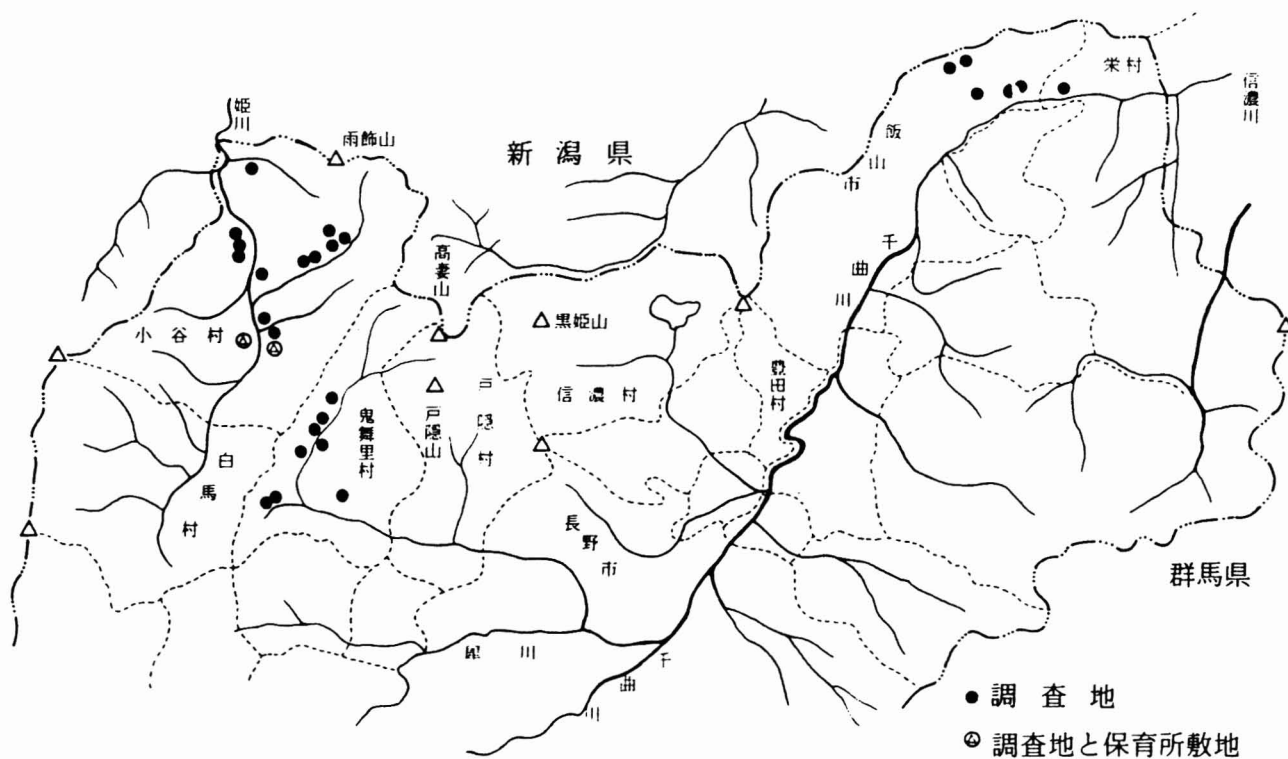 栄村
信濃川
姫川
雨飾山
新潟県
飯山市
高妻山
千曲川
黒姫山
小谷村
豊田村
信濃村
戸隠村
戸隠山
鬼無里村
白馬村
長野市
群馬県
犀川
千曲川
調査地
調査地と保育所敷地